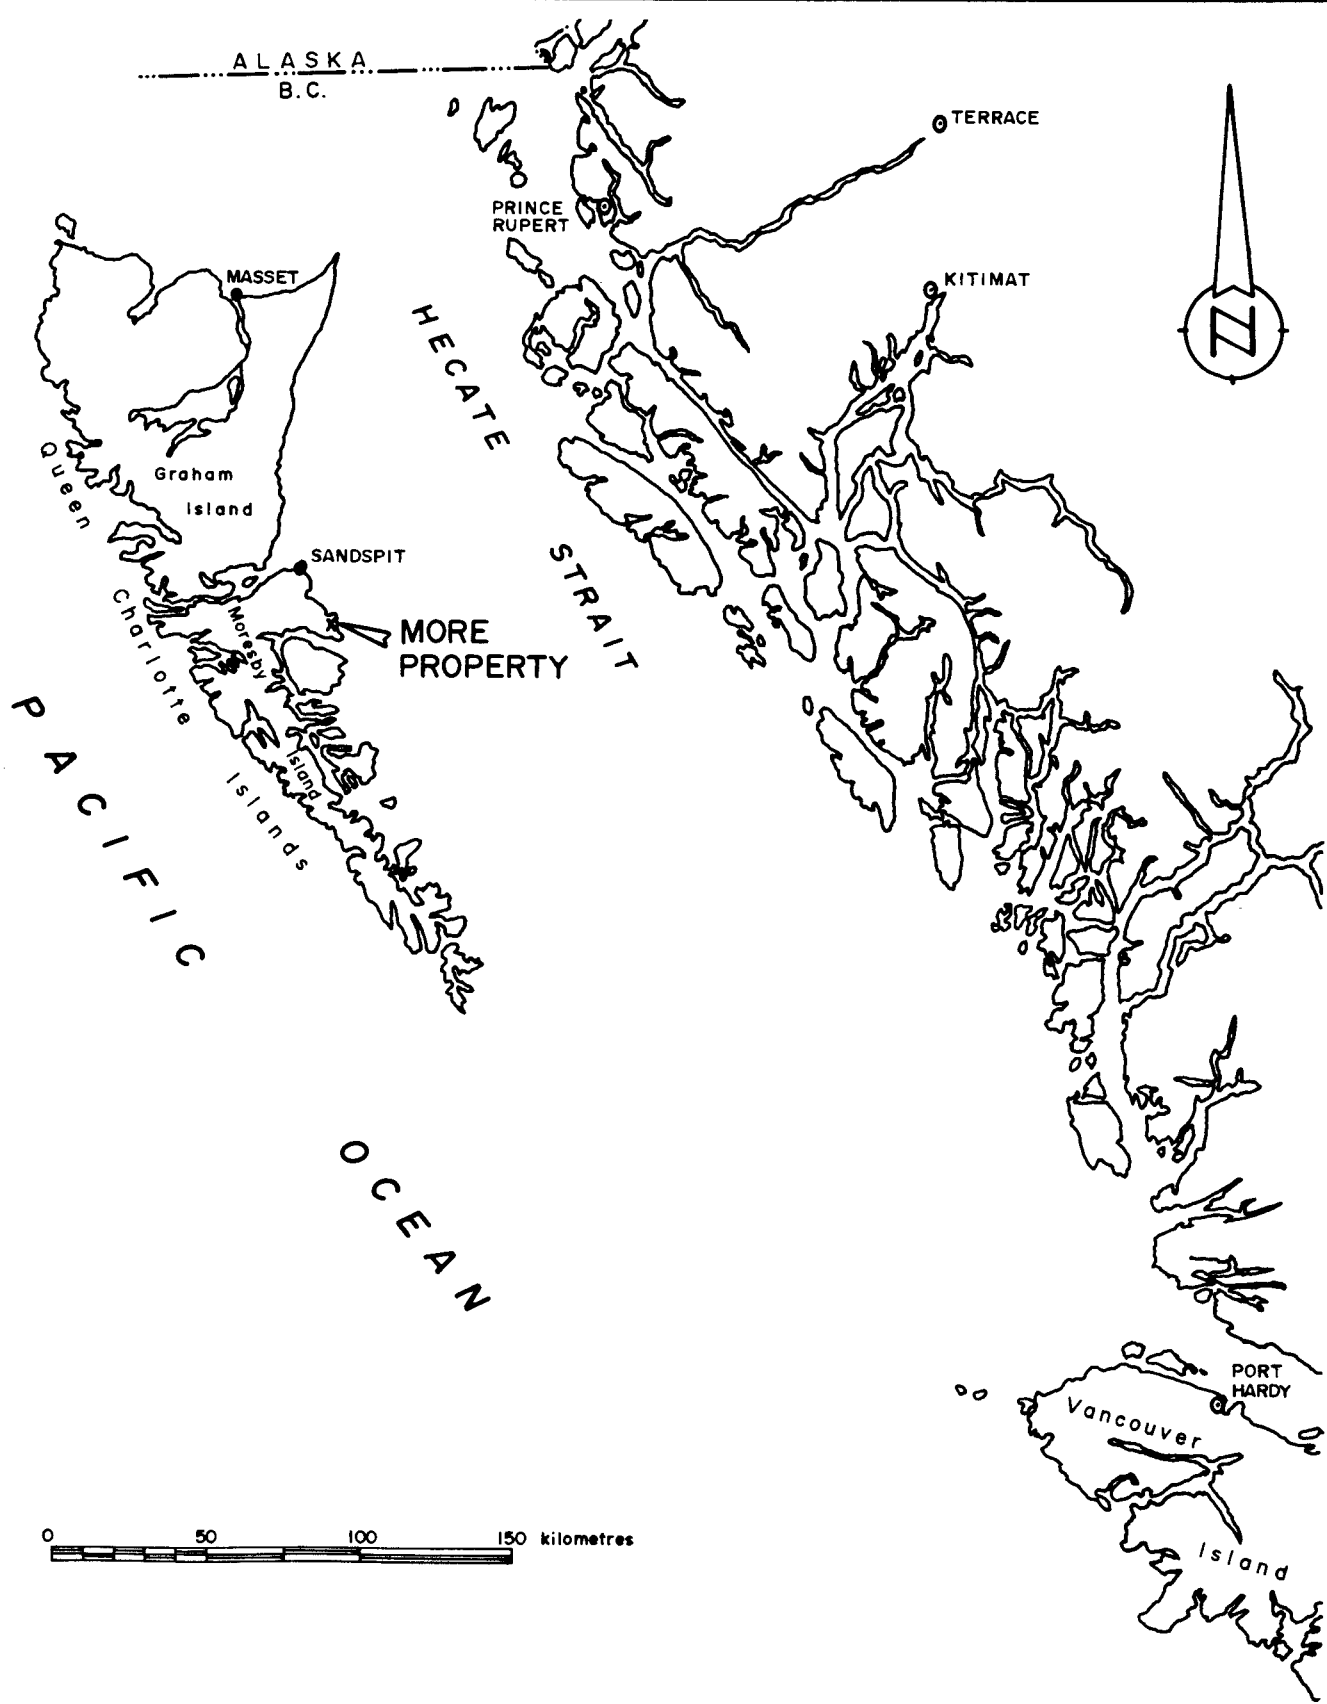 ALASKA
B.C.
TERRACE
PRINCE
RUPERT
MASSET
KITIMAT
HECATE
STRAIT
Queen
Charlotte
Islands
Graham
Island
SANDSPIT
Moresby
Island
MORE
PROPERTY
PACIFIC
OCEAN
PORT
HARDY
Vancouver
Island
0 50 100 150 kilometres
N